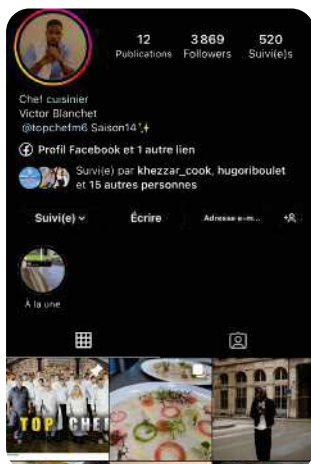 12 3 869 520
Publications Followers Suivi(e)s
Chef cuisinier
Victor Blanchet
@topchefm6 Saison14
Profil Facebook et 1 autre lien
Suivi(e) par khezzar_cook, hugoriboulet
et 15 autres personnes
Suivi(e) Écrire Adresse e-m...
À la une
TOP CHEF